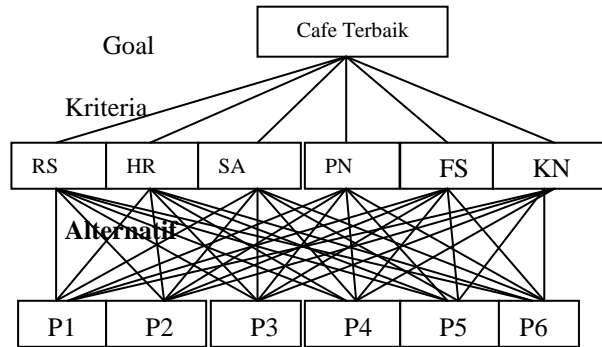 Cafe Terbaik
Goal
Kriteria
RS HR SA PN FS KN
Alternatif
P1 P2 P3 P4 P5 P6